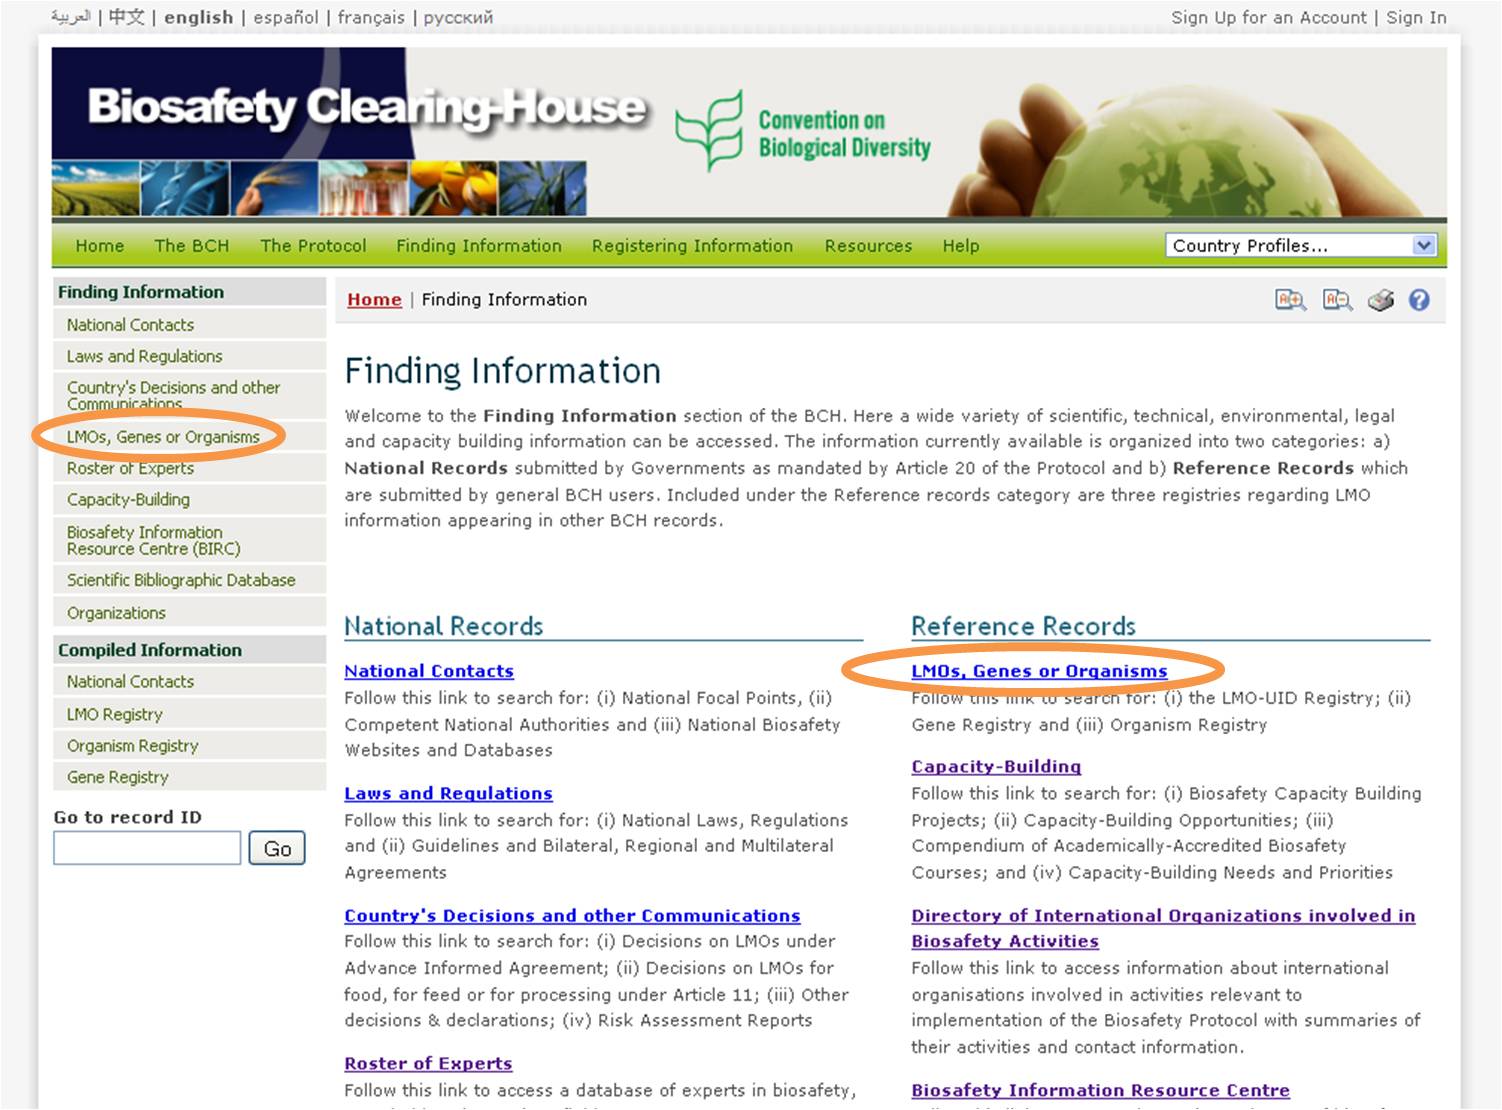 العربية | 中文 | english | español | français | русский
Sign Up for an Account | Sign In
Biosafety Clearing-House
Convention on
Biological Diversity
Home The BCH The Protocol Finding Information Registering Information Resources Help
Country Profiles...
Finding Information
National Contacts
Laws and Regulations
Country's Decisions and other
Communications
LMOs, Genes or Organisms
Roster of Experts
Capacity-Building
Biosafety Information
Resource Centre (BIRC)
Scientific Bibliographic Database
Organizations
Compiled Information
National Contacts
LMO Registry
Organism Registry
Gene Registry
Go to record ID
Go
Home | Finding Information
Finding Information
Welcome to the Finding Information section of the BCH. Here a wide variety of scientific, technical, environmental, legal
and capacity building information can be accessed. The information currently available is organized into two categories: a)
National Records submitted by Governments as mandated by Article 20 of the Protocol and b) Reference Records which
are submitted by general BCH users. Included under the Reference records category are three registries regarding LMO
information appearing in other BCH records.
National Records
National Contacts
Follow this link to search for: (i) National Focal Points, (ii)
Competent National Authorities and (iii) National Biosafety
Websites and Databases
Laws and Regulations
Follow this link to search for: (i) National Laws, Regulations
and (ii) Guidelines and Bilateral, Regional and Multilateral
Agreements
Country's Decisions and other Communications
Follow this link to search for: (i) Decisions on LMOs under
Advance Informed Agreement; (ii) Decisions on LMOs for
food, for feed or for processing under Article 11; (iii) Other
decisions & declarations; (iv) Risk Assessment Reports
Roster of Experts
Follow this link to access a database of experts in biosafety,
Reference Records
LMOs, Genes or Organisms
Follow this link to search for: (i) the LMO-UID Registry; (ii)
Gene Registry and (iii) Organism Registry
Capacity-Building
Follow this link to search for: (i) Biosafety Capacity Building
Projects; (ii) Capacity-Building Opportunities; (iii)
Compendium of Academically-Accredited Biosafety
Courses; and (iv) Capacity-Building Needs and Priorities
Directory of International Organizations involved in
Biosafety Activities
Follow this link to access information about international
organisations involved in activities relevant to
implementation of the Biosafety Protocol with summaries of
their activities and contact information.
Biosafety Information Resource Centre